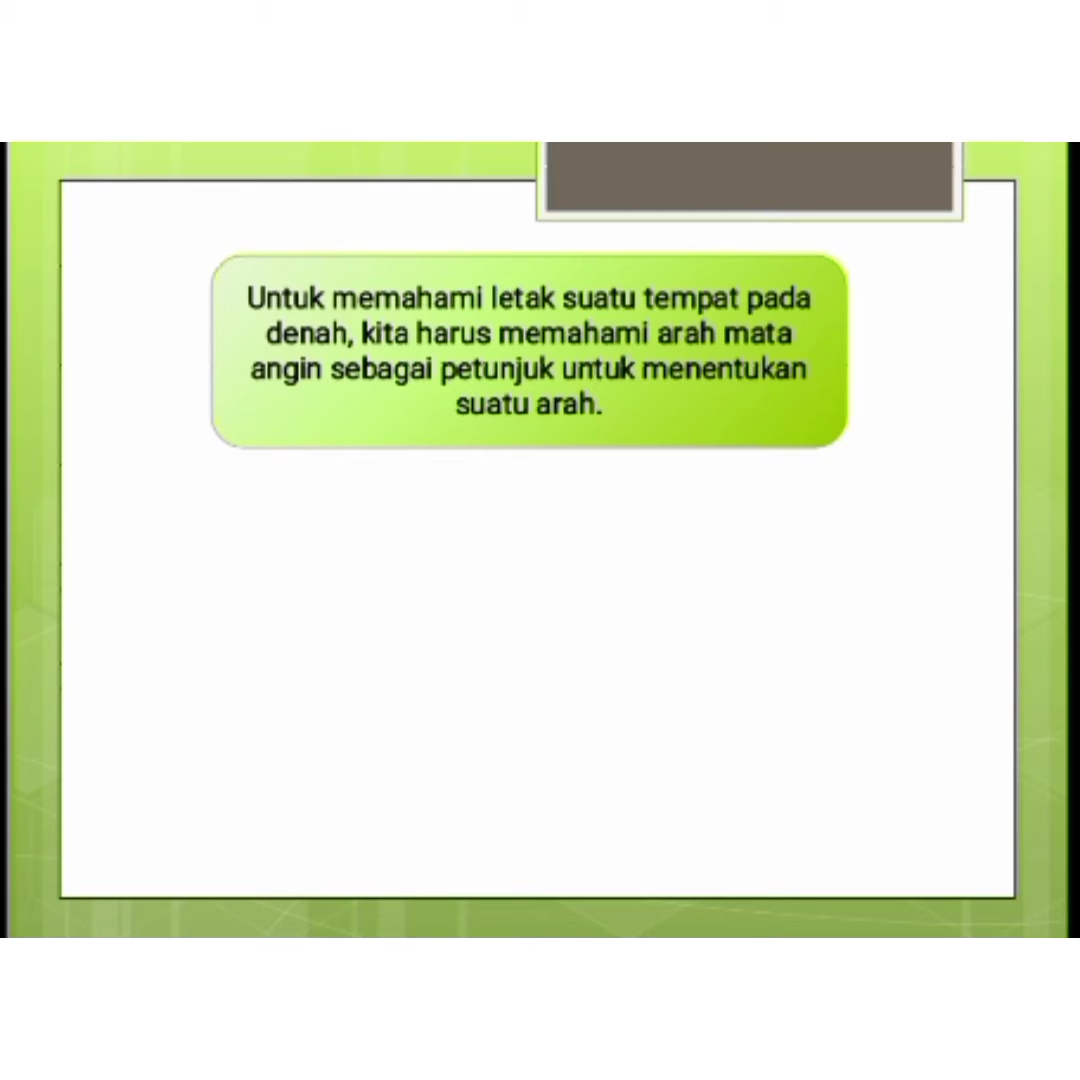 Untuk memahami letak suatu tempat pada
denah, kita harus memahami arah mata
angin sebagai petunjuk untuk menentukan
suatu arah.